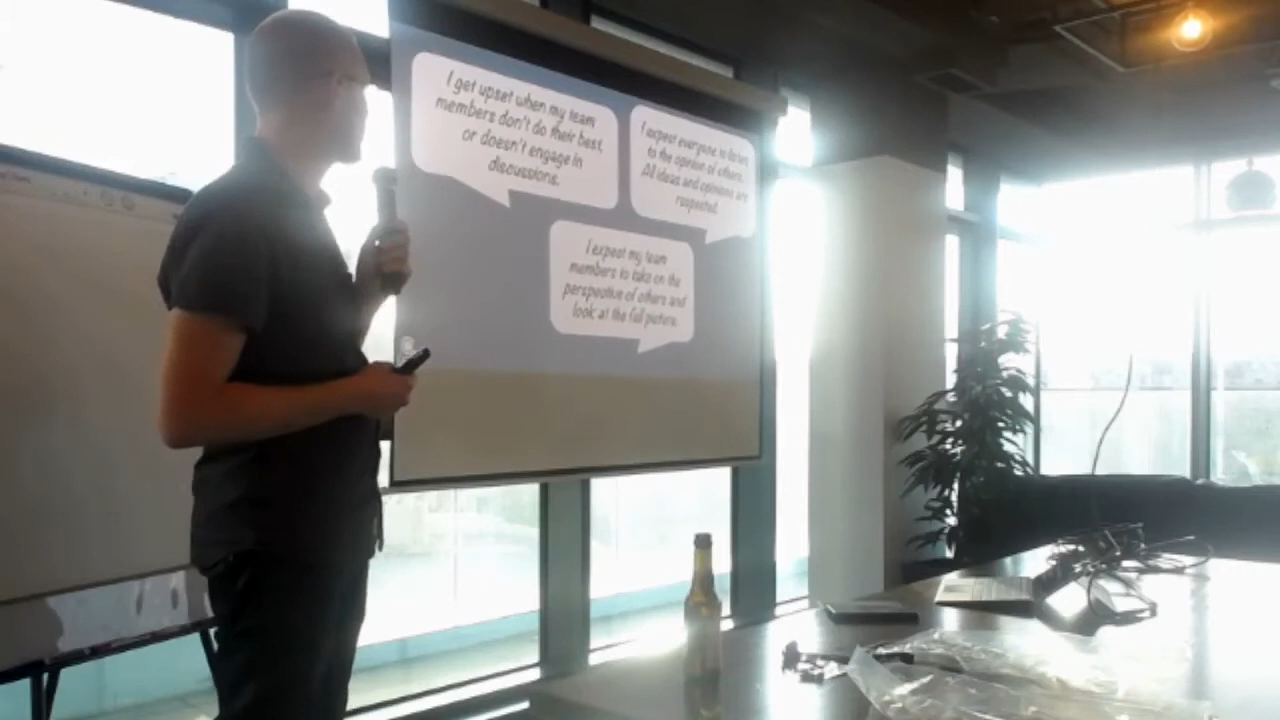 I get upset when my team
members don't do their best,
or doesn't engage in
discussions.
I expect everyone to listen
to the opinion of others.
All ideas and opinions are
respected.
I expect my team
members to take on the
perspective of others and
look at the full picture.